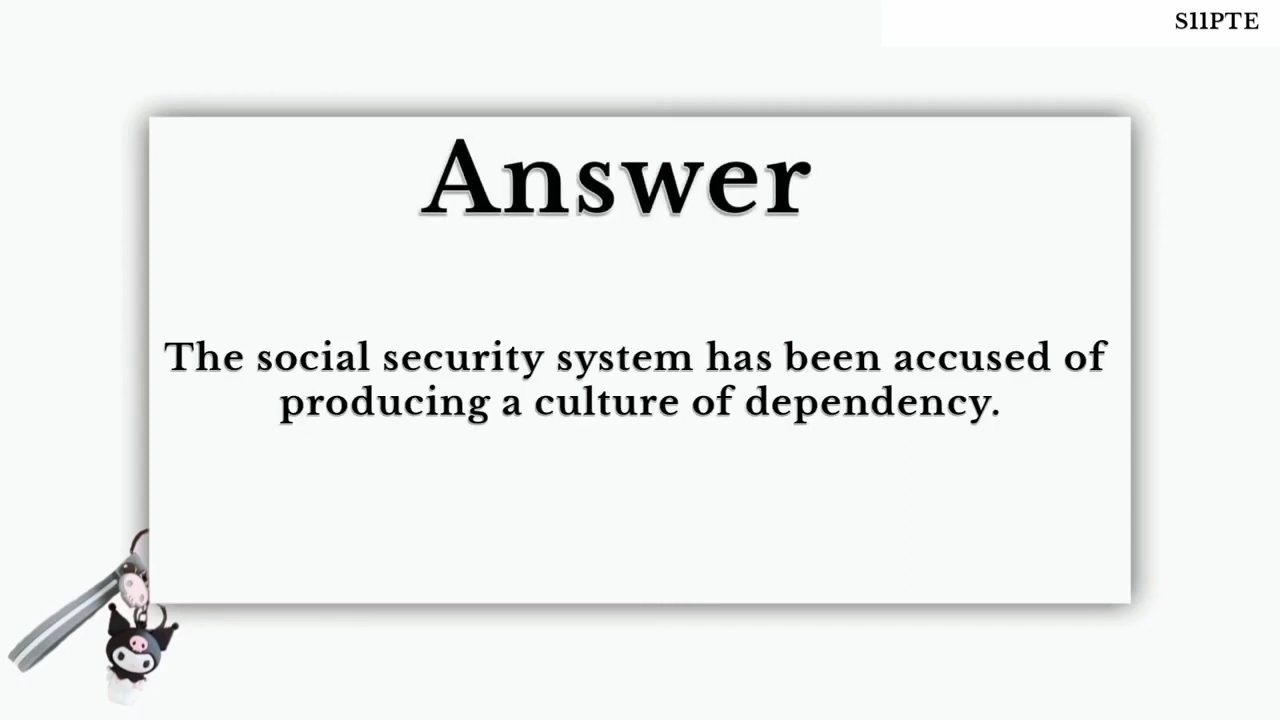 S11PTE
Answer
The social security system has been accused of
producing a culture of dependency.